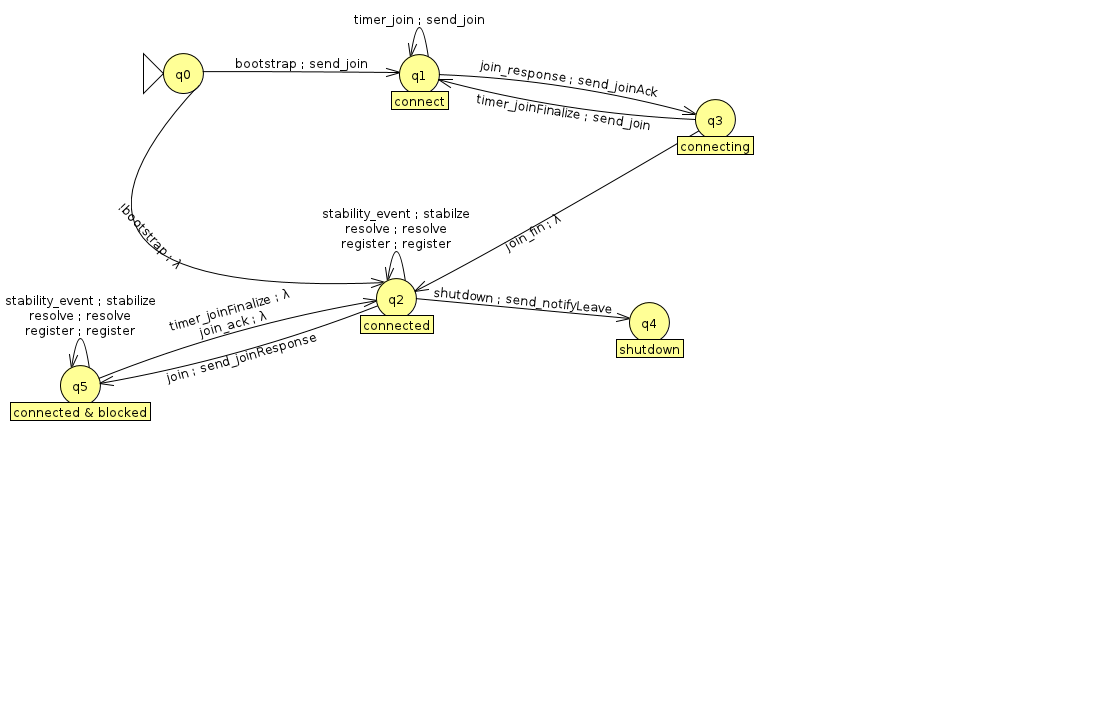 timer_join ; send_join
bootstrap ; send_join
q0
q1
connect
join_response ; send_joinAck
timer_joinFinalize ; send_join
q3
connecting
!bootstrap ; λ
join_fin ; λ
stability_event ; stabilze
resolve ; resolve
register ; register
q2
connected
shutdown ; send_notifyLeave
q4
shutdown
stability_event ; stabilize
resolve ; resolve
register ; register
timer_joinFinalize ; λ
join_ack ; λ
join ; send_joinResponse
q5
connected & blocked